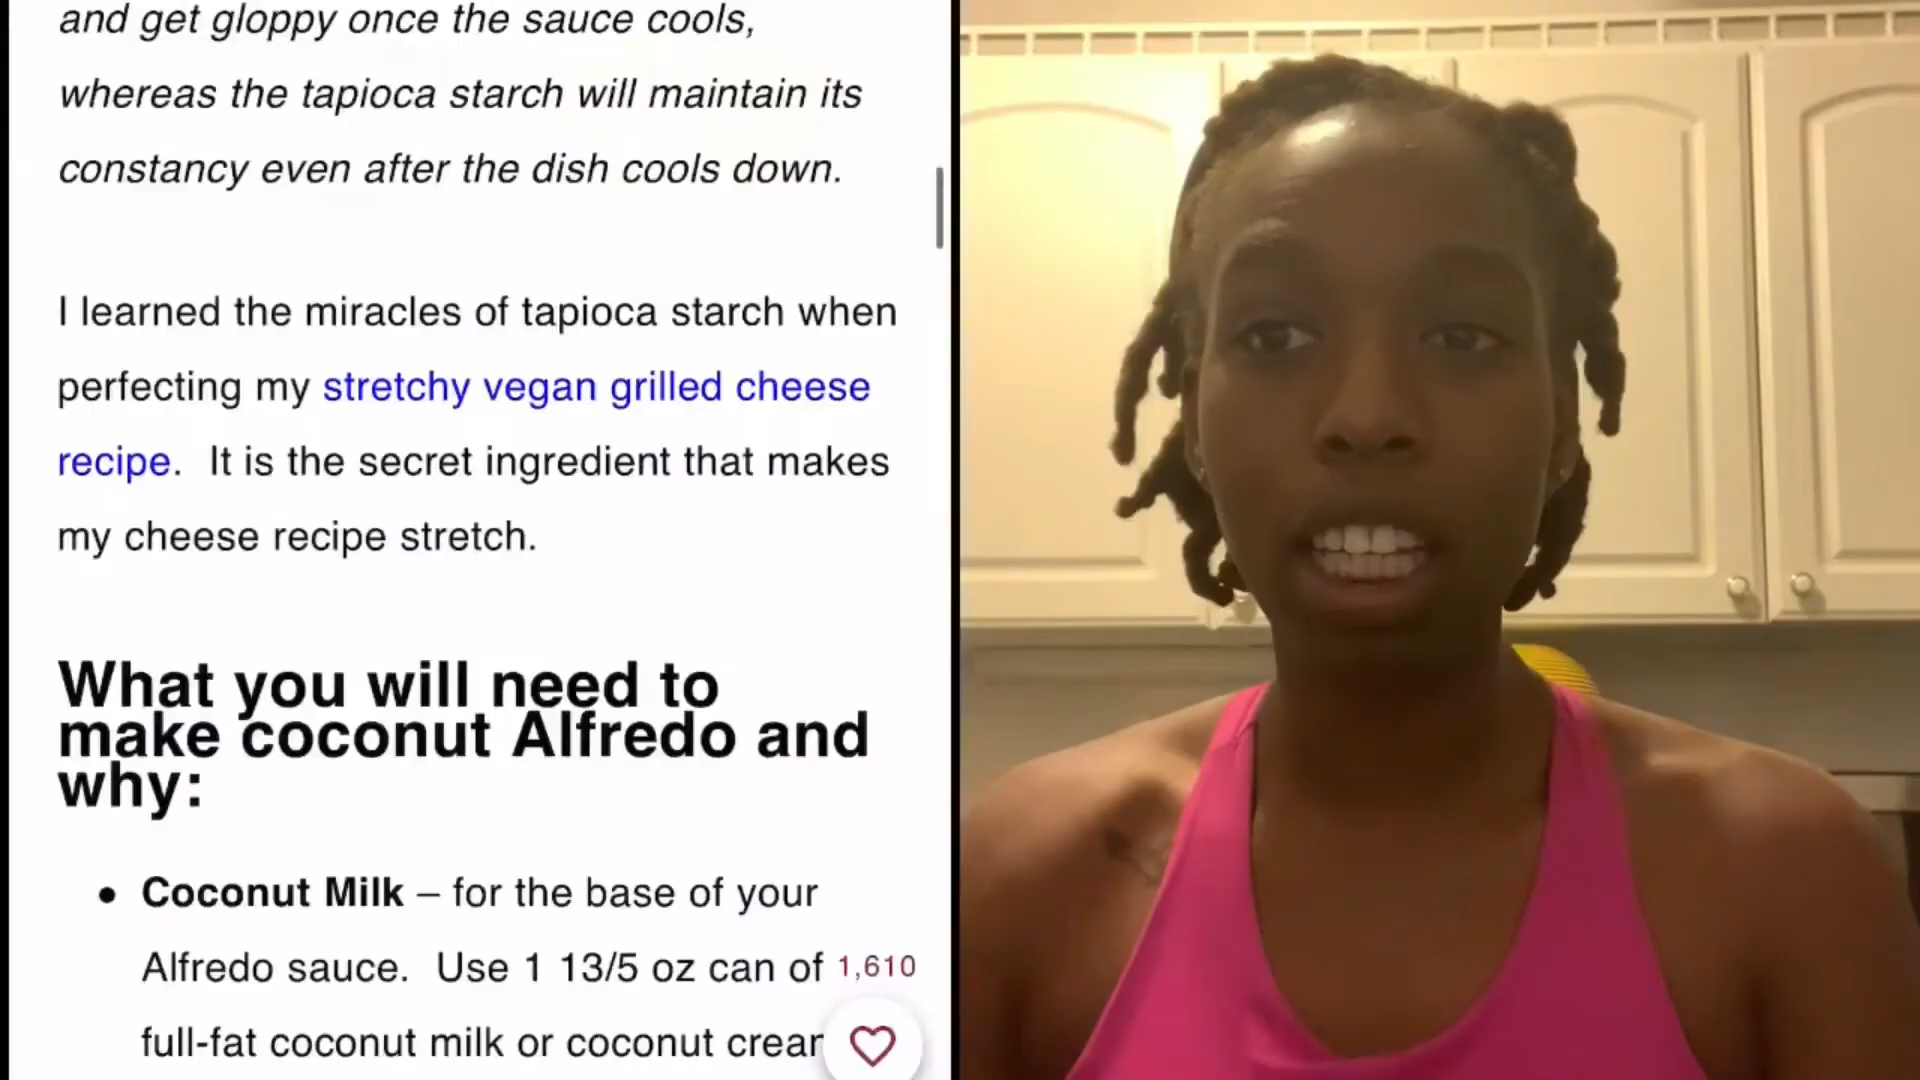 and get gloppy once the sauce cools,
whereas the tapioca starch will maintain its
constancy even after the dish cools down.
I learned the miracles of tapioca starch when
perfecting my stretchy vegan grilled cheese
recipe. It is the secret ingredient that makes
my cheese recipe stretch.
What you will need to
make coconut Alfredo and
why:
• Coconut Milk – for the base of your
Alfredo sauce. Use 1 13/5 oz can of
1,610
full-fat coconut milk or coconut